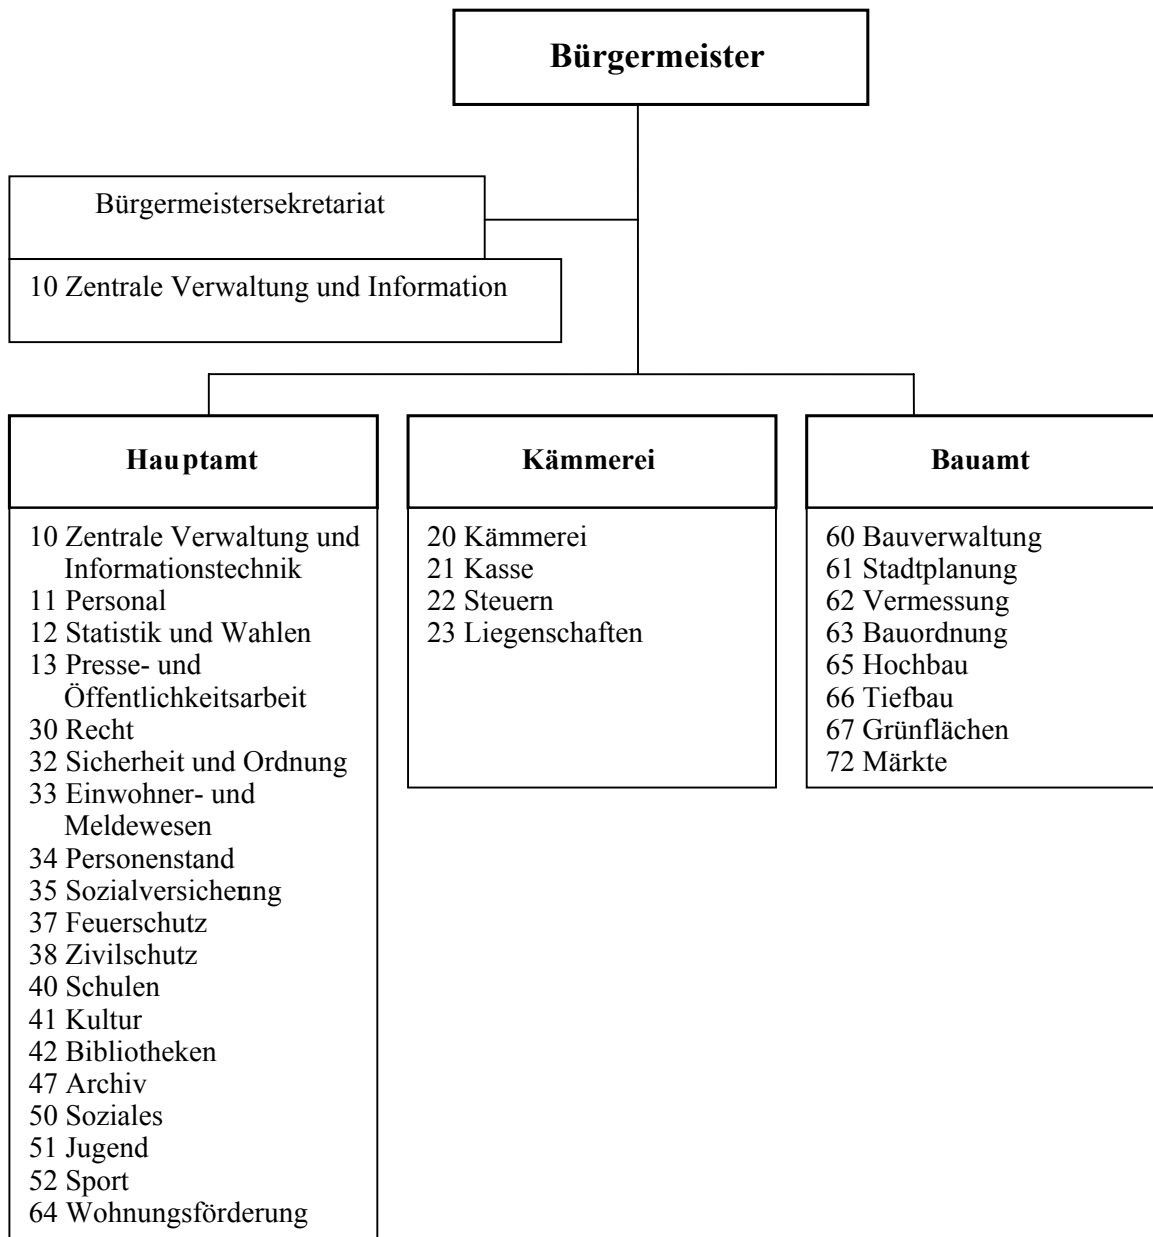 Bürgermeister
Bürgermeistersekretariat
10 Zentrale Verwaltung und Information
Hauptamt
10 Zentrale Verwaltung und
Informationstechnik
11 Personal
12 Statistik und Wahlen
13 Presse- und
Öffentlichkeitsarbeit
30 Recht
32 Sicherheit und Ordnung
33 Einwohner- und
Meldewesen
34 Personenstand
35 Sozialversicherung
37 Feuerschutz
38 Zivilschutz
40 Schulen
41 Kultur
42 Bibliotheken
47 Archiv
50 Soziales
51 Jugend
52 Sport
64 Wohnungsförderung
Kämmerei
20 Kämmerei
21 Kasse
22 Steuern
23 Liegenschaften
Bauamt
60 Bauverwaltung
61 Stadtplanung
62 Vermessung
63 Bauordnung
65 Hochbau
66 Tiefbau
67 Grünflächen
72 Märkte